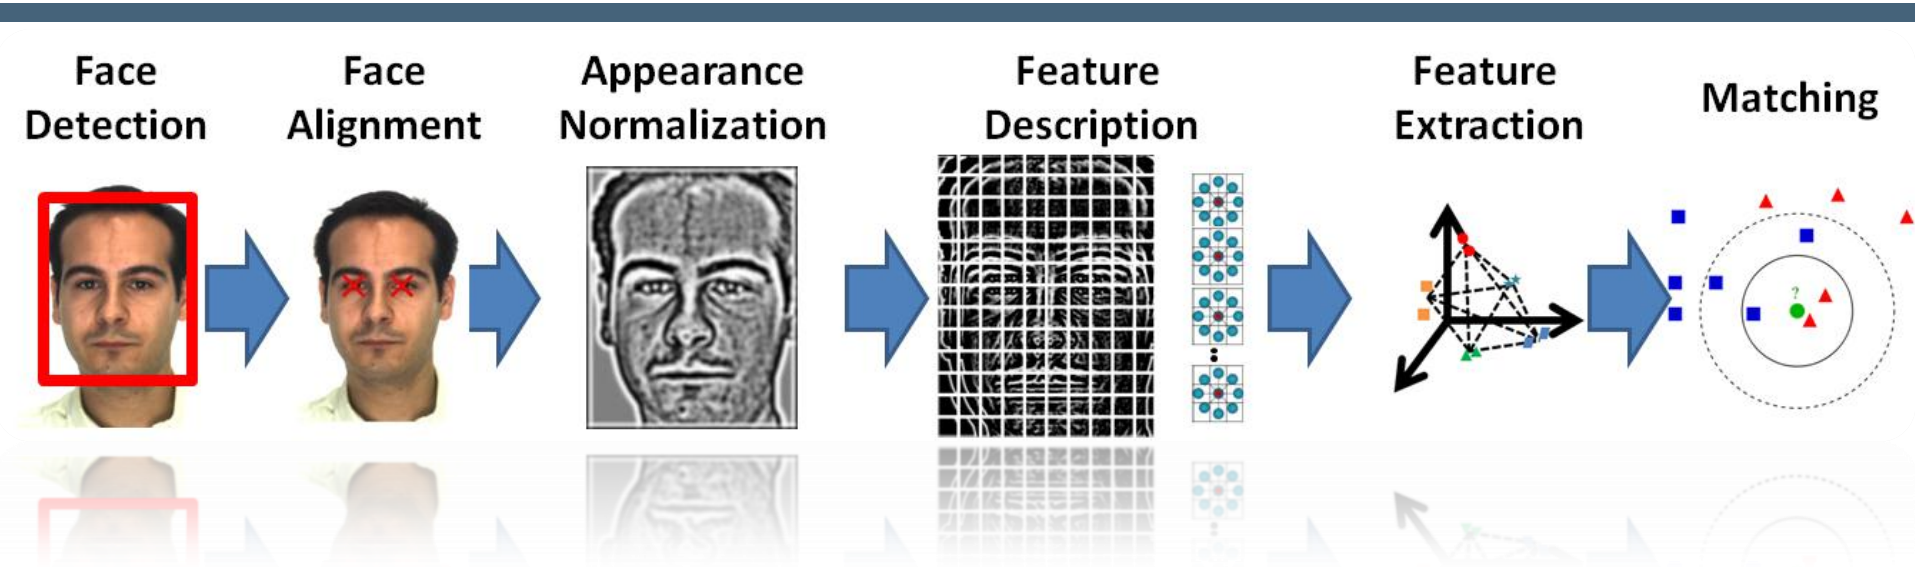 Face
Detection
Face
Alignment
Appearance
Normalization
Feature
Description
Feature
Extraction
Matching
?